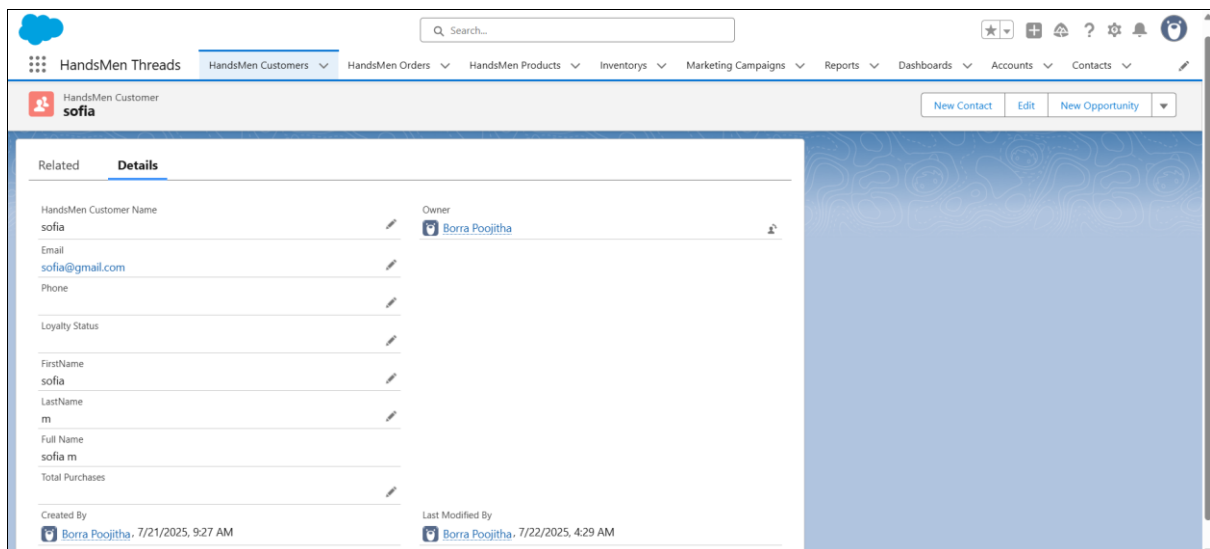 Search...
HandsMen Threads HandsMen Customers HandsMen Orders HandsMen Products Inventorys Marketing Campaigns Reports Dashboards Accounts Contacts
HandsMen Customer
sofia
New Contact Edit New Opportunity
Related Details
HandsMen Customer Name
sofia
Owner
Borra Poojitha
Email
sofia@gmail.com
Phone
Loyalty Status
FirstName
sofia
LastName
m
Full Name
sofia m
Total Purchases
Created By
Borra Poojitha, 7/21/2025, 9:27 AM
Last Modified By
Borra Poojitha, 7/22/2025, 4:29 AM